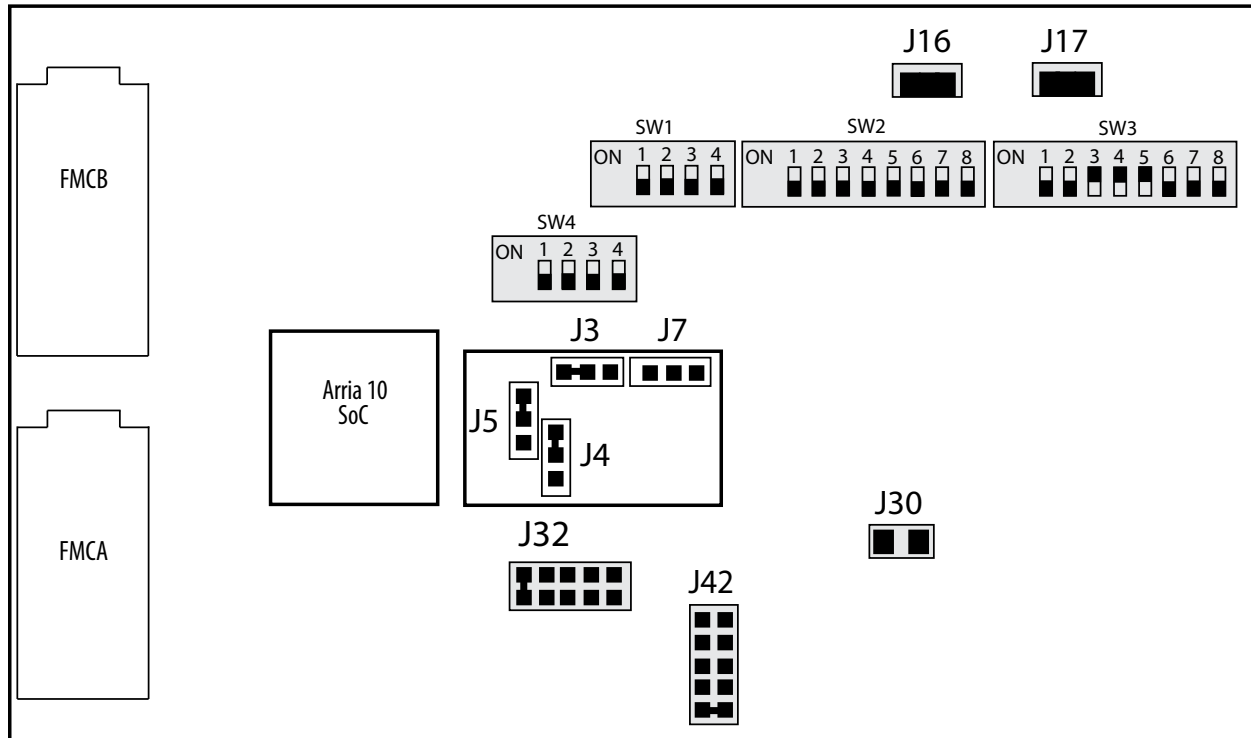 J16 J17
SW1 SW2 SW3
ON 1 2 3 4 ON 1 2 3 4 5 6 7 8 ON 1 2 3 4 5 6 7 8
FMCB
SW4
ON 1 2 3 4
J3 J7
Arria 10
SoC
J5
J4
J30
J32
FMCA
J42